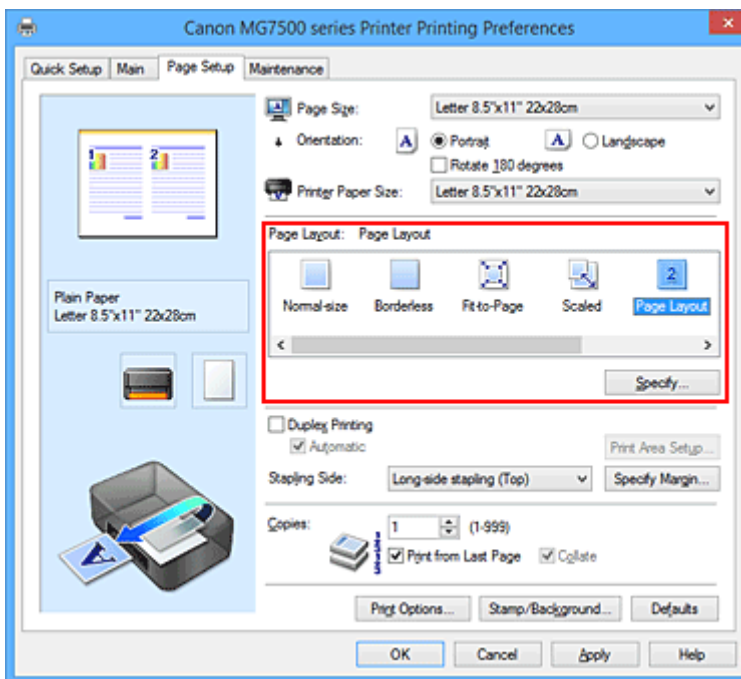 Canon MG7500 series Printer Printing Preferences
Quick Setup Main Page Setup Maintenance
1 2
Plain Paper
Letter 8.5"x11" 22x28cm
Page Size: Letter 8.5"x11" 22x28cm
Orientation: A Portrait A Landscape
Rotate 180 degrees
Printer Paper Size: Letter 8.5"x11" 22x28cm
Page Layout: Page Layout
2
Normal-size Borderless Fit-to-Page Scaled Page Layout
Specify...
Duplex Printing
Automatic Print Area Setup...
Stapling Side: Long-side stapling (Top) Specify Margin...
Copies: 1 (1-999)
Print from Last Page Collate
A
Print Options... Stamp/Background... Defaults
OK Cancel Apply Help